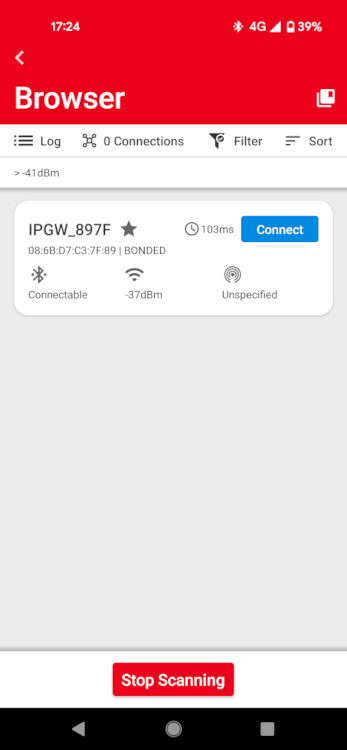 17:24 4G 39%
Browser
Log 0 Connections Filter Sort
> -41dBm
IPGW_897F 103ms Connect
08:6B:D7:C3:7F:89 | BONDED
Connectable -37dBm Unspecified
Stop Scanning